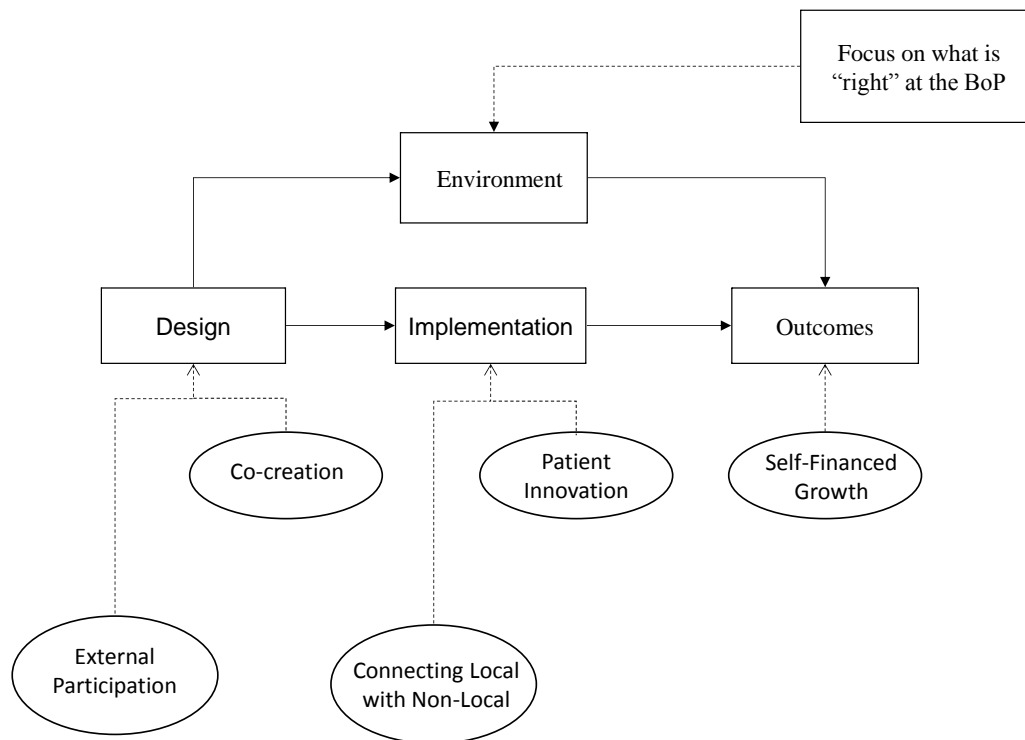 Focus on what is
“right” at the BoP
Environment
Design
Implementation
Outcomes
Co-creation
Patient
Innovation
Self-Financed
Growth
External
Participation
Connecting Local
with Non-Local